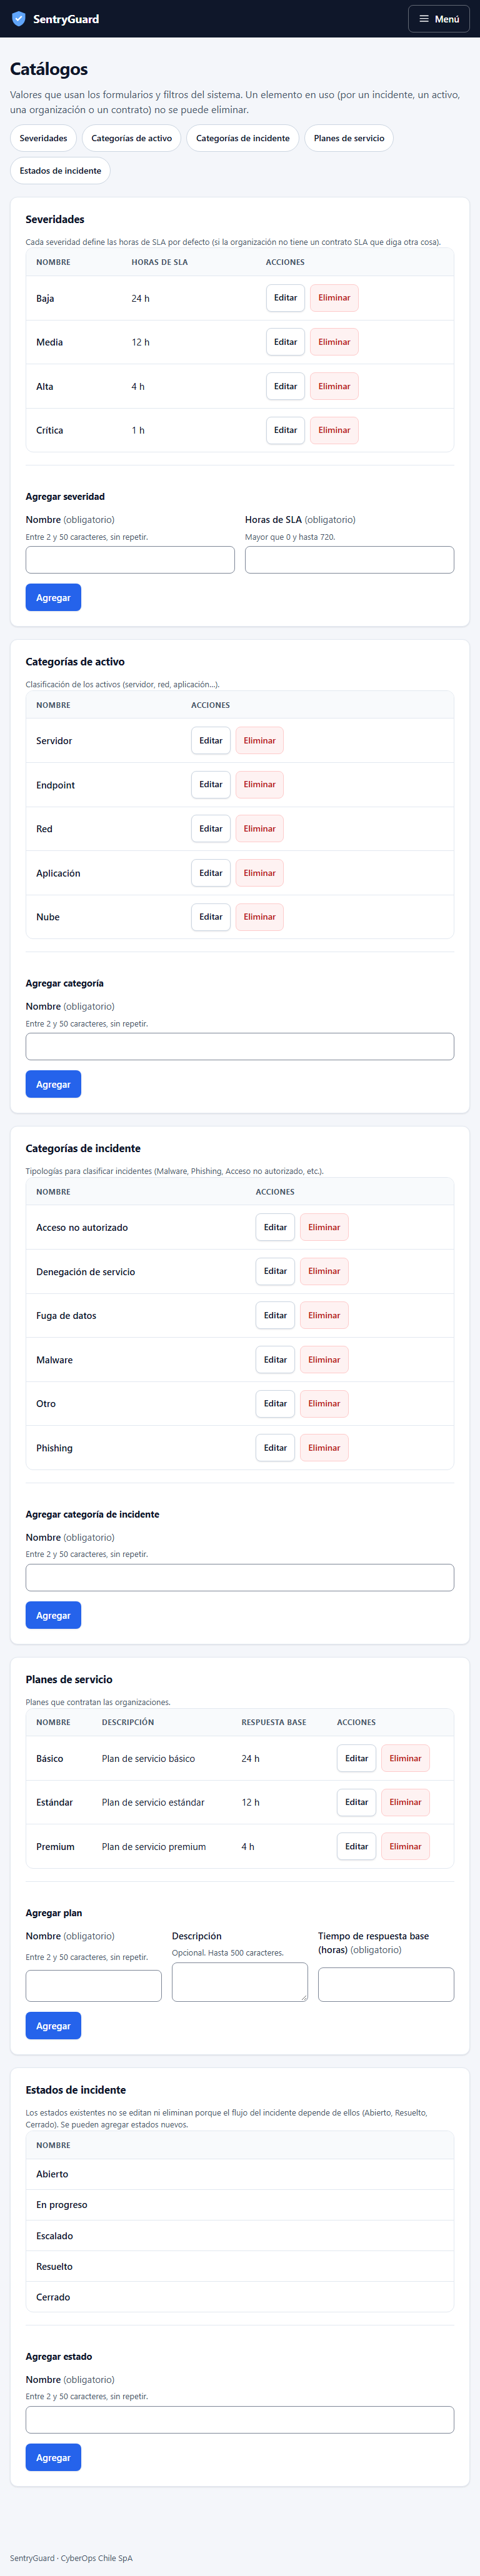 SentryGuard
Menú
Catálogos
Valores que usan los formularios y filtros del sistema. Un elemento en uso (por un incidente, un activo,
una organización o un contrato) no se puede eliminar.
Severidades
Categorías de activo
Categorías de incidente
Planes de servicio
Estados de incidente
Severidades
Cada severidad define las horas de SLA por defecto (si la organización no tiene un contrato SLA que diga otra cosa).
NOMBRE HORAS DE SLA ACCIONES
Baja 24 h Editar Eliminar
Media 12 h Editar Eliminar
Alta 4 h Editar Eliminar
Crítica 1 h Editar Eliminar
Agregar severidad
Nombre (obligatorio) Horas de SLA (obligatorio)
Entre 2 y 50 caracteres, sin repetir. Mayor que 0 y hasta 720.
Agregar
Categorías de activo
Clasificación de los activos (servidor, red, aplicación...).
NOMBRE ACCIONES
Servidor Editar Eliminar
Endpoint Editar Eliminar
Red Editar Eliminar
Aplicación Editar Eliminar
Nube Editar Eliminar
Agregar categoría
Nombre (obligatorio)
Entre 2 y 50 caracteres, sin repetir.
Agregar
Categorías de incidente
Tipologías para clasificar incidentes (Malware, Phishing, Acceso no autorizado, etc.).
NOMBRE ACCIONES
Acceso no autorizado Editar Eliminar
Denegación de servicio Editar Eliminar
Fuga de datos Editar Eliminar
Malware Editar Eliminar
Otro Editar Eliminar
Phishing Editar Eliminar
Agregar categoría de incidente
Nombre (obligatorio)
Entre 2 y 50 caracteres, sin repetir.
Agregar
Planes de servicio
Planes que contratan las organizaciones.
NOMBRE DESCRIPCIÓN RESPUESTA BASE ACCIONES
Básico Plan de servicio básico 24 h Editar Eliminar
Estándar Plan de servicio estándar 12 h Editar Eliminar
Premium Plan de servicio premium 4 h Editar Eliminar
Agregar plan
Nombre (obligatorio) Descripción Tiempo de respuesta base
(horas) (obligatorio)
Entre 2 y 50 caracteres, sin repetir. Opcional. Hasta 500 caracteres.
Agregar
Estados de incidente
Los estados existentes no se editan ni eliminan porque el flujo del incidente depende de ellos (Abierto, Resuelto,
Cerrado). Se pueden agregar estados nuevos.
NOMBRE
Abierto
En progreso
Escalado
Resuelto
Cerrado
Agregar estado
Nombre (obligatorio)
Entre 2 y 50 caracteres, sin repetir.
Agregar
SentryGuard · CyberOps Chile SpA